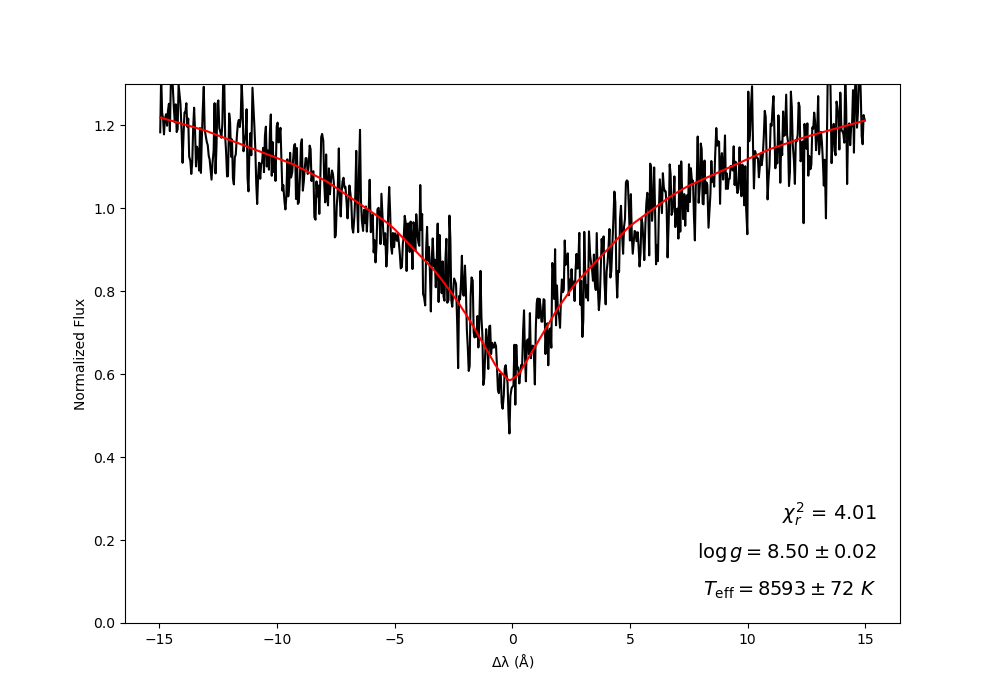 1.2
1.0
0.8
0.6
0.4
0.2
0.0
Normalized Flux
χ²ᵣ = 4.01
log g = 8.50 ± 0.02
T_eff = 8593 ± 72 K
−15 −10 −5 0 5 10 15
Δλ (Å)